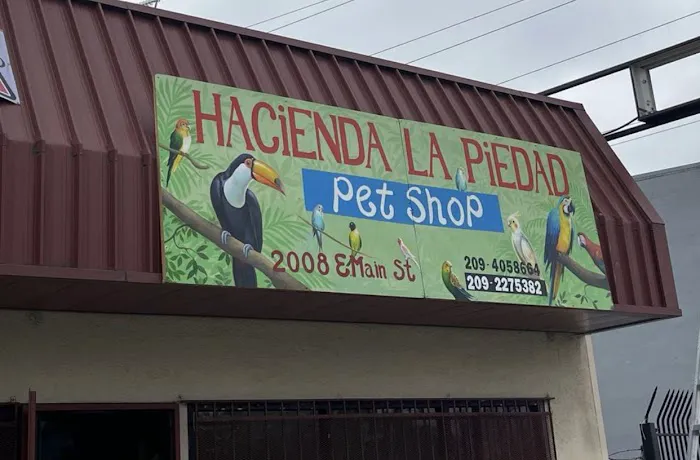 HACiENDA LA PiEDAD
Pet SHoP
2008 E Main St
209-4058664
209-2275382